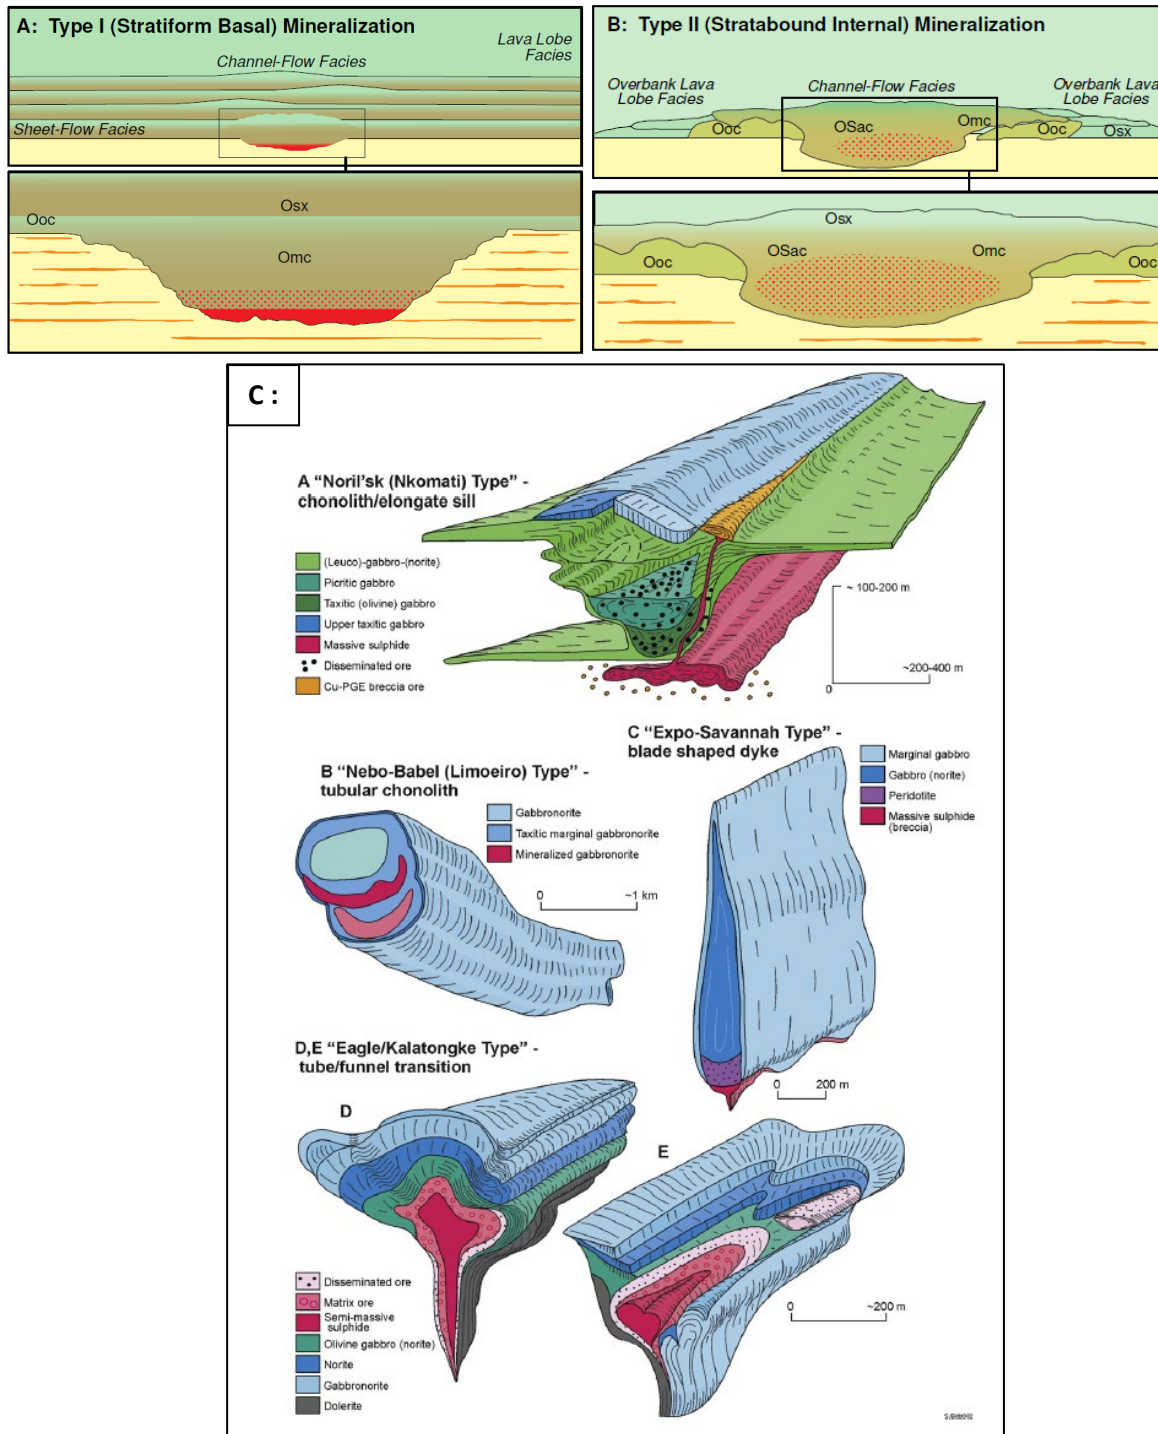 A: Type I (Stratiform Basal) Mineralization
Lava Lobe
Facies
Channel-Flow Facies
Sheet-Flow Facies
Osx
Ooc
Omc
B: Type II (Stratabound Internal) Mineralization
Overbank Lava
Lobe Facies
Channel-Flow Facies
Overbank Lava
Lobe Facies
Ooc
OSac
Omc
Ooc
Osx
Osx
OSac
Omc
Ooc
Ooc
C :
A "Noril'sk (Nkomati) Type" -
chonolith/elongate sill
(Leuco)-gabbro-(norite)
Picritic gabbro
Taxitic (olivine) gabbro
Upper taxitic gabbro
Massive sulphide
Disseminated ore
Cu-PGE breccia ore
~ 100-200 m
~200-400 m
0
B "Nebo-Babel (Limoeiro) Type" -
tubular chonolith
Gabbronorite
Taxitic marginal gabbronorite
Mineralized gabbronorite
0 ~1 km
C "Expo-Savannah Type" -
blade shaped dyke
Marginal gabbro
Gabbro (norite)
Peridotite
Massive sulphide
(breccia)
0 200 m
D,E "Eagle/Kalatongke Type" -
tube/funnel transition
D
E
Disseminated ore
Matrix ore
Semi-massive
sulphide
Olivine gabbro (norite)
Norite
Gabbronorite
Dolerite
0 ~200 m